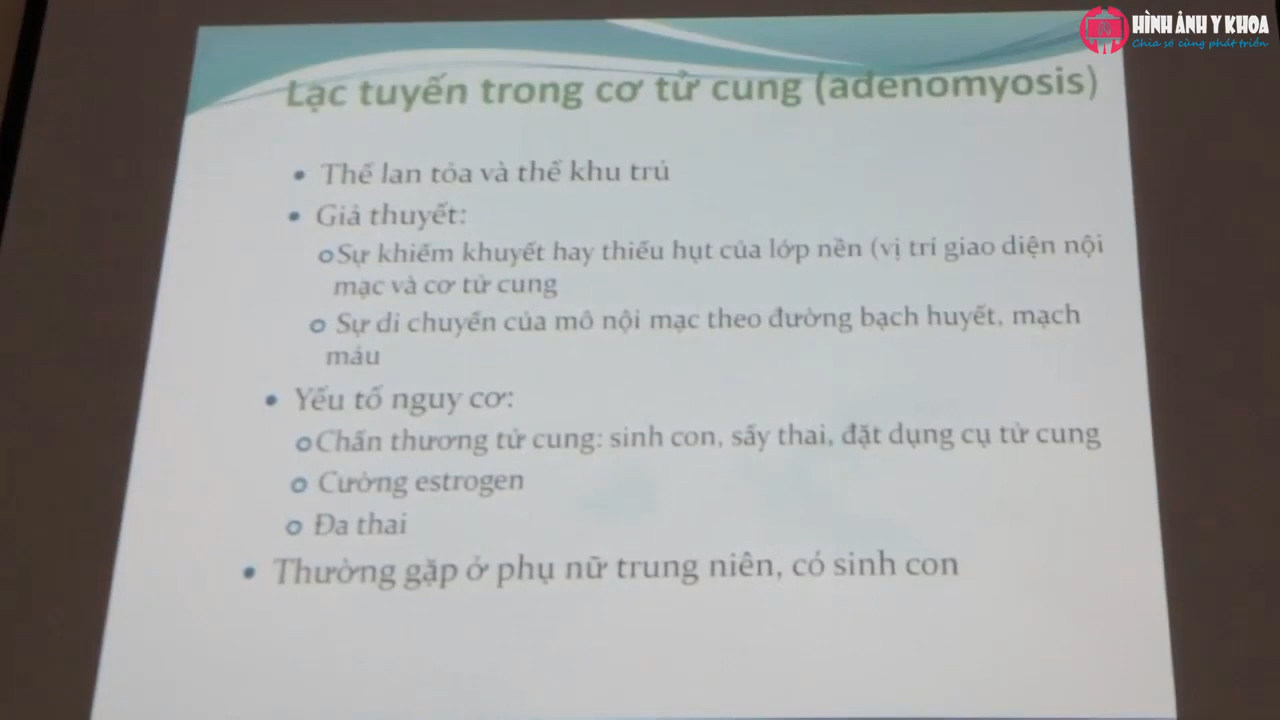 HÌNH ẢNH Y KHOA
Chia sẻ cùng phát triển
Lạc tuyến trong cơ tử cung (adenomyosis)
• Thể lan tỏa và thể khu trú
• Giả thuyết:
Sự khiếm khuyết hay thiếu hụt của lớp nền (vị trí giao diện nội
mạc và cơ tử cung
Sự di chuyển của mô nội mạc theo đường bạch huyết, mạch
máu
• Yếu tố nguy cơ:
Chấn thương tử cung: sinh con, sẩy thai, đặt dụng cụ tử cung
Cường estrogen
Đa thai
• Thường gặp ở phụ nữ trung niên, có sinh con